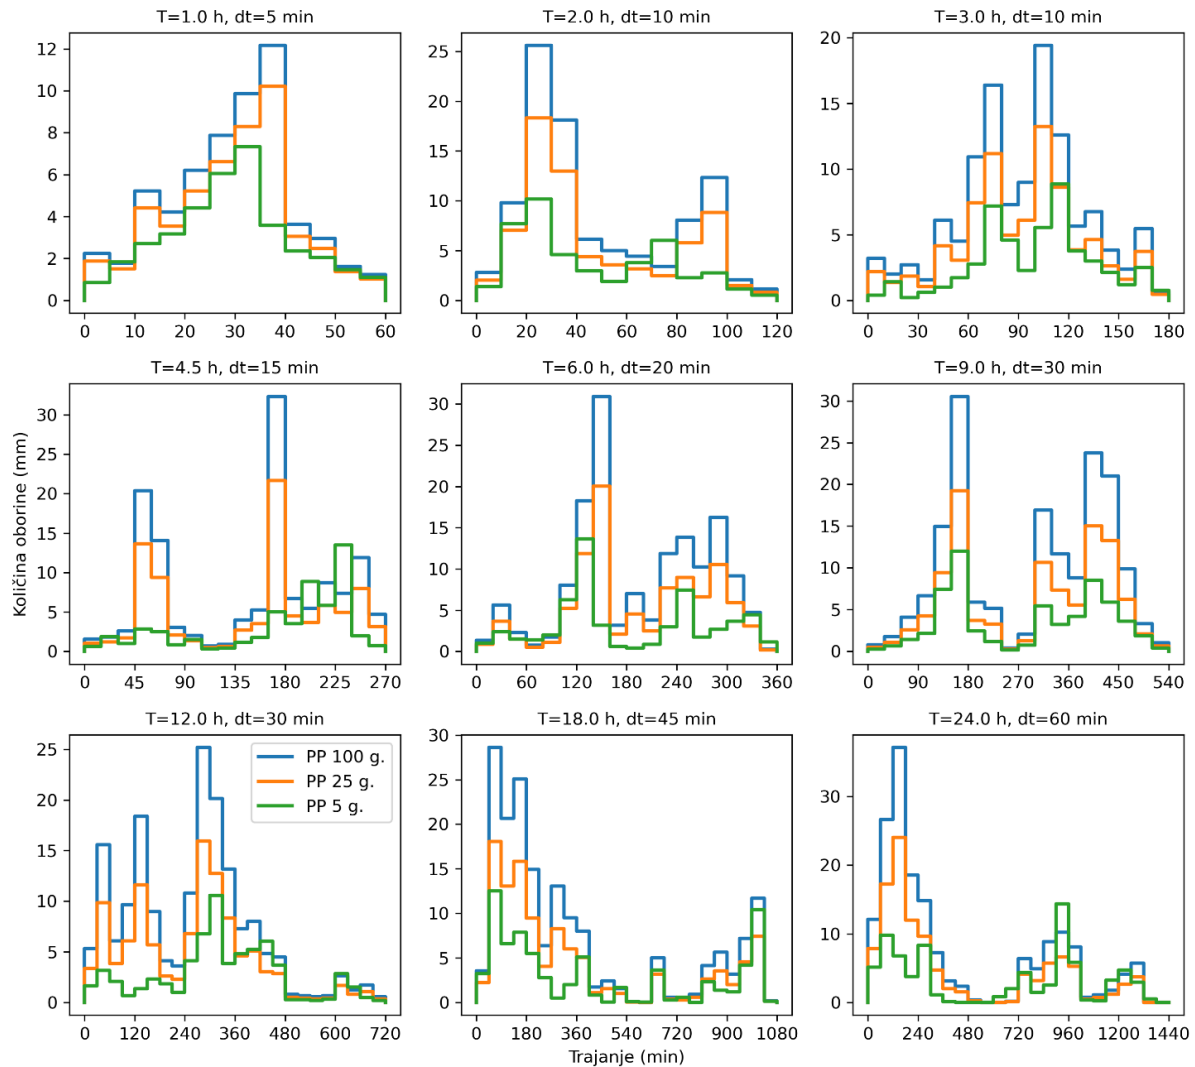 T=1.0 h, dt=5 min
12
10
8
6
4
2
0
0 10 20 30 40 50 60
T=2.0 h, dt=10 min
25
20
15
10
5
0
0 20 40 60 80 100 120
T=3.0 h, dt=10 min
20
15
10
5
0
0 30 60 90 120 150 180
Količina oborine (mm)
T=4.5 h, dt=15 min
30
25
20
15
10
5
0
0 45 90 135 180 225 270
T=6.0 h, dt=20 min
30
25
20
15
10
5
0
0 60 120 180 240 300 360
T=9.0 h, dt=30 min
30
25
20
15
10
5
0
0 90 180 270 360 450 540
T=12.0 h, dt=30 min
25
20
15
10
5
0
PP 100 g.
PP 25 g.
PP 5 g.
0 120 240 360 480 600 720
T=18.0 h, dt=45 min
30
25
20
15
10
5
0
0 180 360 540 720 900 1080
T=24.0 h, dt=60 min
30
20
10
0
0 240 480 720 960 1200 1440
Trajanje (min)